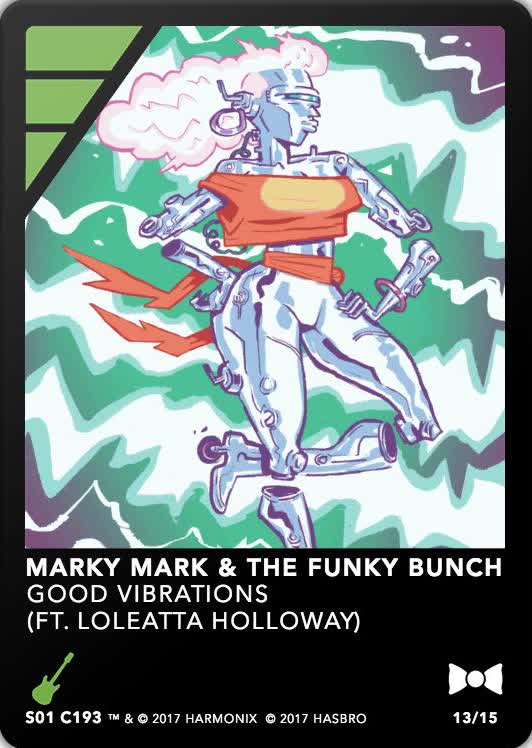 MARKY MARK & THE FUNKY BUNCH
GOOD VIBRATIONS
(FT. LOLEATTA HOLLOWAY)
S01 C193 ™ & © 2017 HARMONIX © 2017 HASBRO 13/15